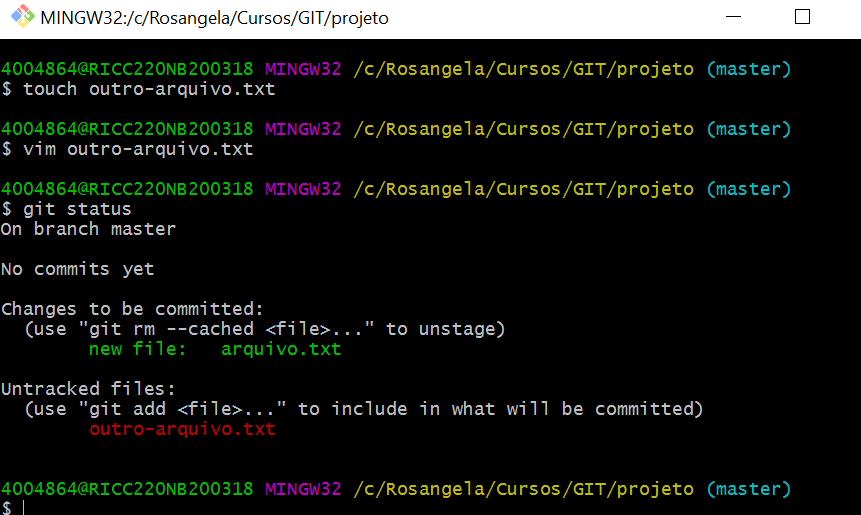 MINGW32:/c/Rosangela/Cursos/GIT/projeto
4004864@RICC220NB200318 MINGW32 /c/Rosangela/Cursos/GIT/projeto (master)
$ touch outro-arquivo.txt
4004864@RICC220NB200318 MINGW32 /c/Rosangela/Cursos/GIT/projeto (master)
$ vim outro-arquivo.txt
4004864@RICC220NB200318 MINGW32 /c/Rosangela/Cursos/GIT/projeto (master)
$ git status
On branch master
No commits yet
Changes to be committed:
  (use "git rm --cached <file>..." to unstage)
        new file:   arquivo.txt
Untracked files:
  (use "git add <file>..." to include in what will be committed)
        outro-arquivo.txt
4004864@RICC220NB200318 MINGW32 /c/Rosangela/Cursos/GIT/projeto (master)
$